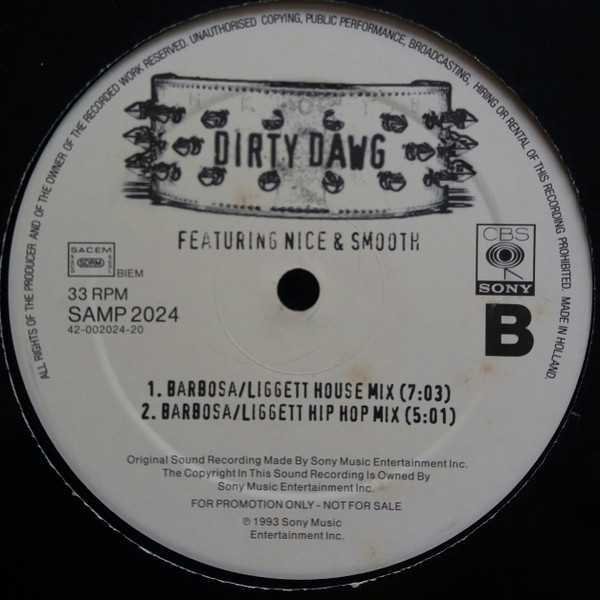 ALL RIGHTS OF THE PRODUCER AND OF THE OWNER OF THE RECORDED WORK RESERVED. UNAUTHORISED COPYING, PUBLIC PERFORMANCE, BROADCASTING, HIRING OR RENTAL OF THIS RECORDING PROHIBITED. MADE IN HOLLAND.
NKOTB
DIRTY DAWG
FEATURING NICE & SMOOTH
SACEM
SDRM
BIEM
CBS
SONY
33 RPM
SAMP 2024
42-002024-20
B
1. BARBOSA/LIGGETT HOUSE MIX (7:03)
2. BARBOSA/LIGGETT HIP HOP MIX (5:01)
Original Sound Recording Made By Sony Music Entertainment Inc.
The Copyright In This Sound Recording Is Owned By
Sony Music Entertainment Inc.
FOR PROMOTION ONLY - NOT FOR SALE
℗ 1993 Sony Music
Entertainment Inc.